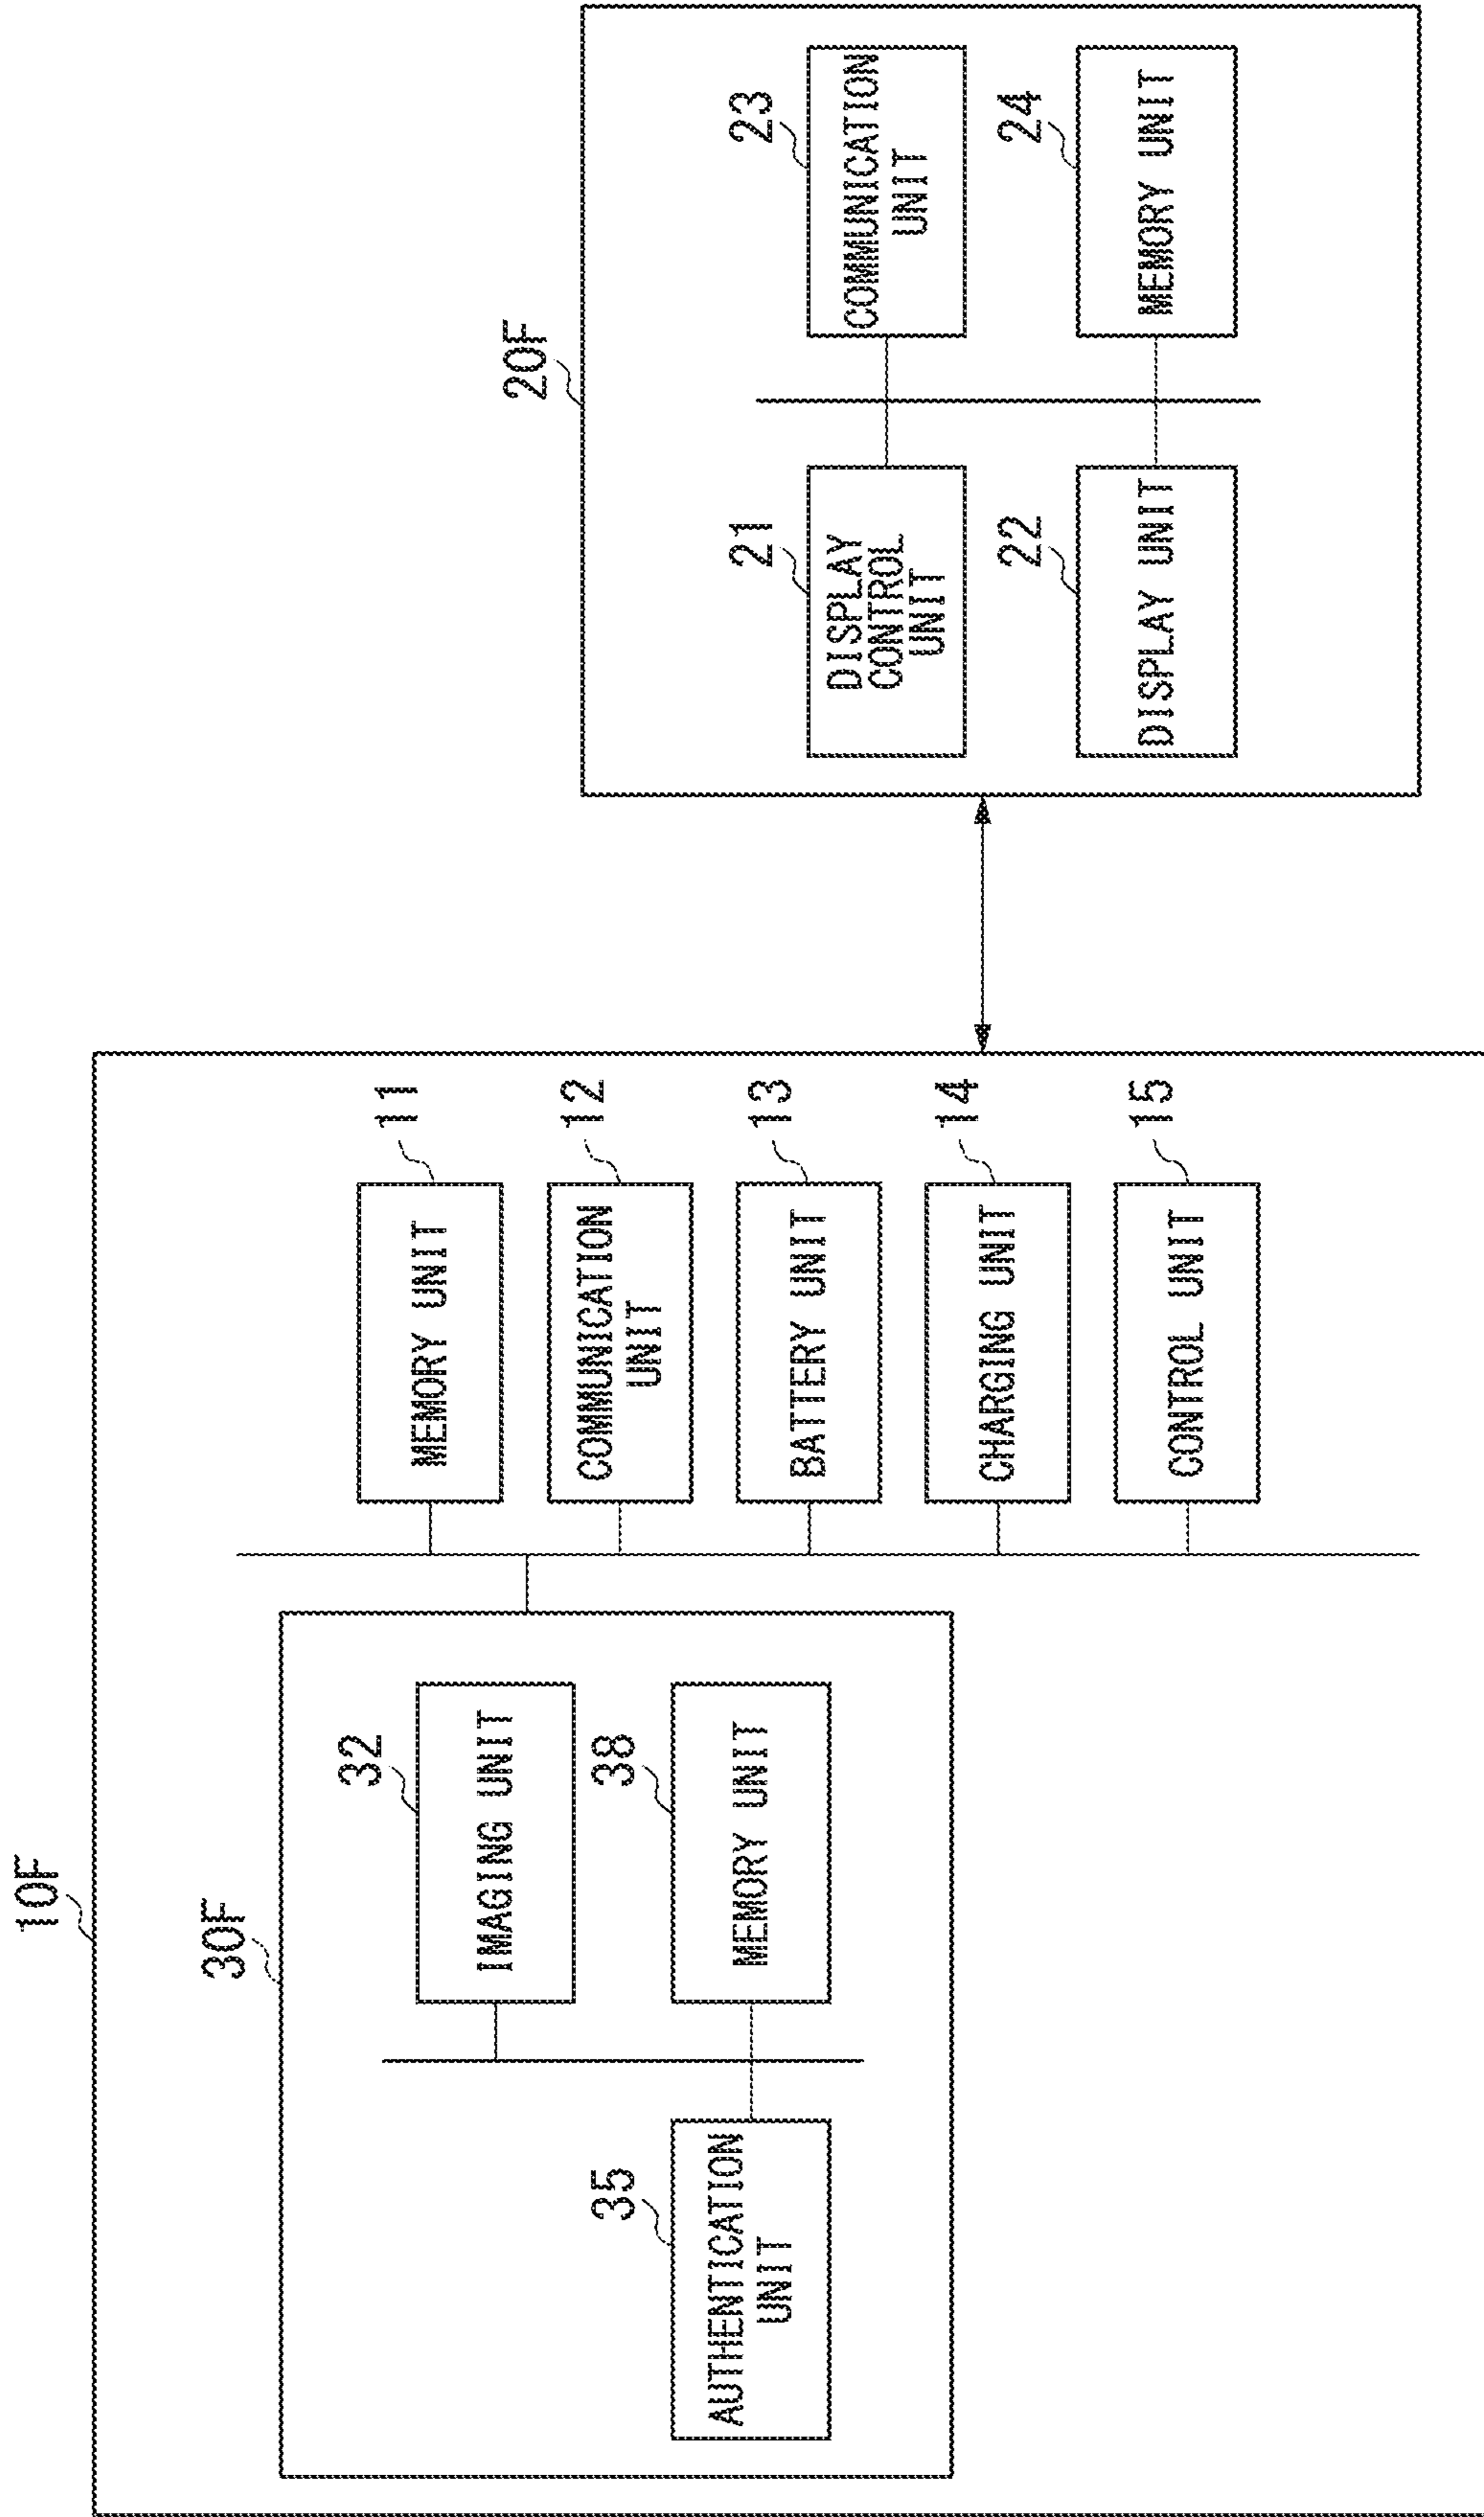 10F
30F
32
IMAGING UNIT
35
AUTHENTICATION
UNIT
38
MEMORY UNIT
MEMORY UNIT
11
COMMUNICATION
UNIT
12
BATTERY UNIT
13
CHARGING UNIT
14
CONTROL UNIT
15
20F
21
DISPLAY
CONTROL
UNIT
23
COMMUNICATION
UNIT
22
DISPLAY UNIT
24
MEMORY UNIT